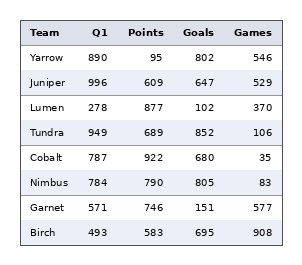 Team Q1 Points Goals Games
Yarrow 890 95 802 546
Juniper 996 609 647 529
Lumen 278 877 102 370
Tundra 949 689 852 106
Cobalt 787 922 680 35
Nimbus 784 790 805 83
Garnet 571 746 151 577
Birch 493 583 695 908